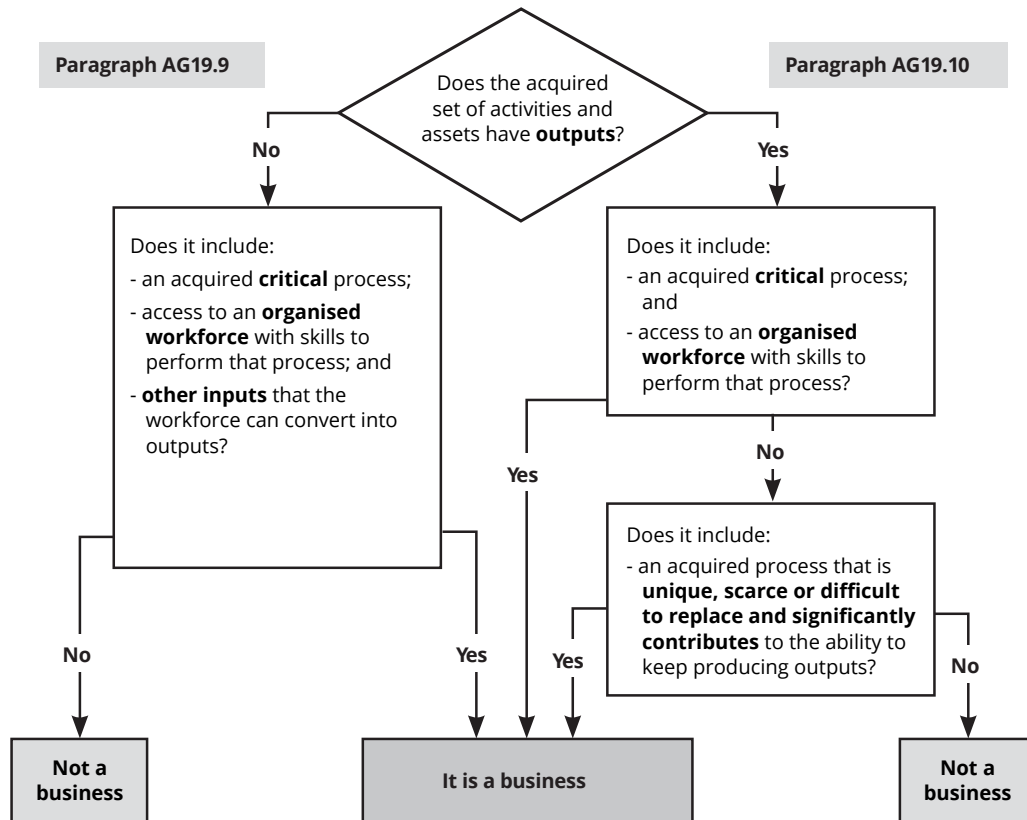 Paragraph AG19.9
Paragraph AG19.10
Does the acquired
set of activities and
assets have outputs?
No
Yes
Does it include:
- an acquired critical process;
- access to an organised
workforce with skills to
perform that process; and
- other inputs that the
workforce can convert into
outputs?
Does it include:
- an acquired critical process;
and
- access to an organised
workforce with skills to
perform that process?
Yes
No
Does it include:
- an acquired process that is
unique, scarce or difficult
to replace and significantly
contributes to the ability to
keep producing outputs?
No
Yes
Yes
No
Not a
business
It is a business
Not a
business